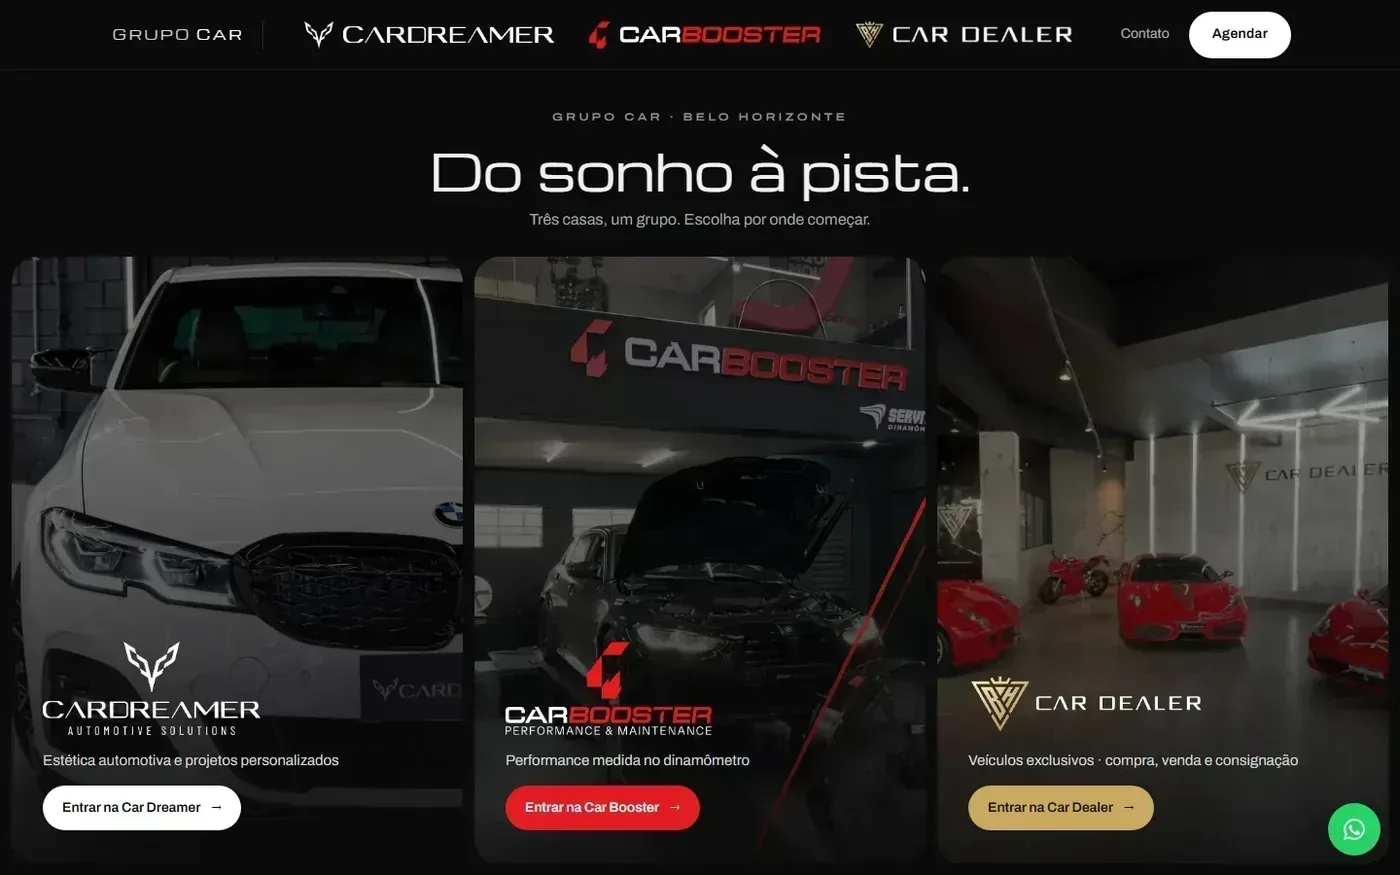 GRUPO CAR
CARDREAMER
CARBOOSTER
CAR DEALER
Contato
Agendar
GRUPO CAR · BELO HORIZONTE
Do sonho à pista.
Três casas, um grupo. Escolha por onde começar.
CARBOOSTER
CAR DEALER
CARD
CARDREAMER
AUTOMOTIVE SOLUTIONS
Estética automotiva e projetos personalizados
Entrar na Car Dreamer →
CARBOOSTER
PERFORMANCE & MAINTENANCE
Performance medida no dinamômetro
Entrar na Car Booster →
CAR DEALER
Veículos exclusivos · compra, venda e consignação
Entrar na Car Dealer →